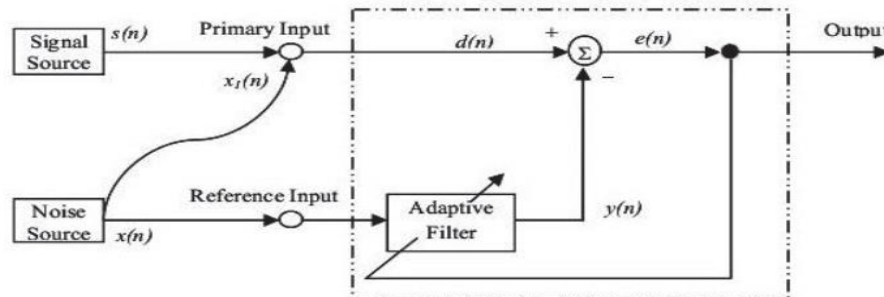 Signal
Source
s(n)
Primary Input
x₁(n)
d(n)
+
Σ
−
e(n)
Output
Noise
Source
x(n)
Reference Input
Adaptive
Filter
y(n)